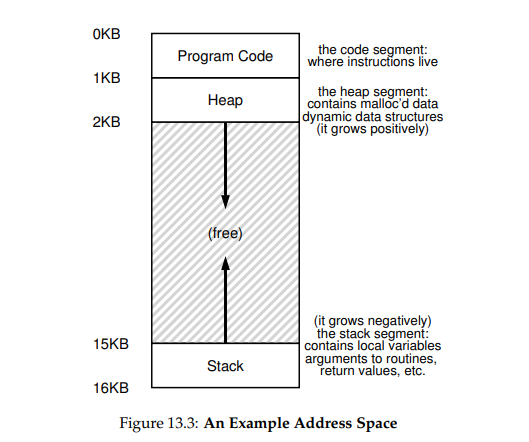 0KB
Program Code
the code segment:
where instructions live
1KB
Heap
the heap segment:
contains malloc'd data
dynamic data structures
(it grows positively)
2KB
(free)
(it grows negatively)
the stack segment:
contains local variables
arguments to routines,
return values, etc.
15KB
Stack
16KB
Figure 13.3: An Example Address Space